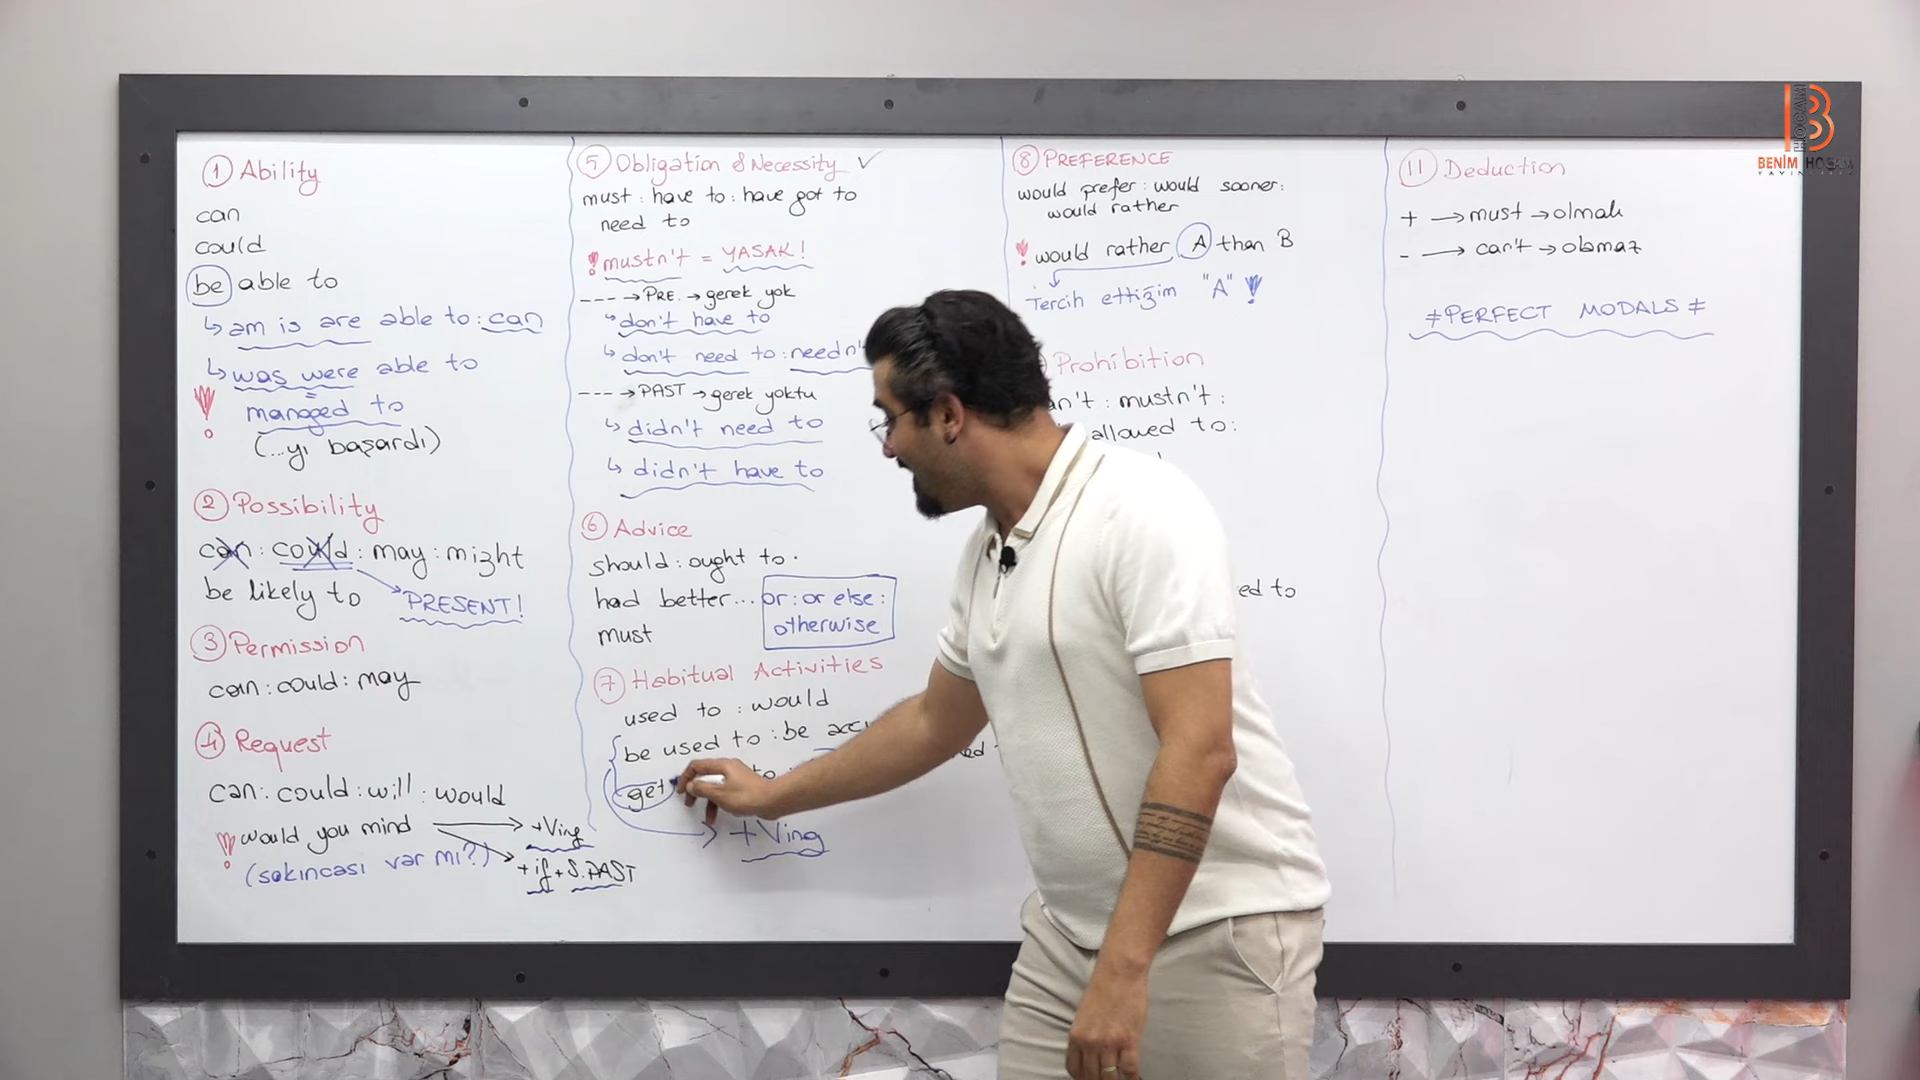 ① Ability
can
could
be able to
↳ am is are able to : can
↳ was were able to
! managed to
(...yı başardı)
② Possibility
can : could : may : might
be likely to
PRESENT!
③ Permission
can : could : may
④ Request
can : could : will : would
! would you mind → +Ving
(sakıncası var mı?) + if + S.PAST
⑤ Obligation & Necessity ✓
must : have to : have got to
need to
! mustn't = YASAK!
--- → PRE. → gerek yok
↳ don't have to
↳ don't need to : needn'
--- → PAST → gerek yoktu
↳ didn't need to
↳ didn't have to
⑥ Advice
should : ought to
had better... or : or else :
otherwise
must
⑦ Habitual Activities
used to : would
be used to : be acc
get to
→ +Ving
⑧ PREFERENCE
would prefer : would sooner :
would rather
! would rather A than B
Tercih ettiğim "A" !
Prohibition
n't : mustn't :
allowed to :
ed to
⑪ Deduction
+ → must → olmalı
- → can't → olamaz
≠ PERFECT MODALS ≠
BENİM HOCAM
YAYINLARI